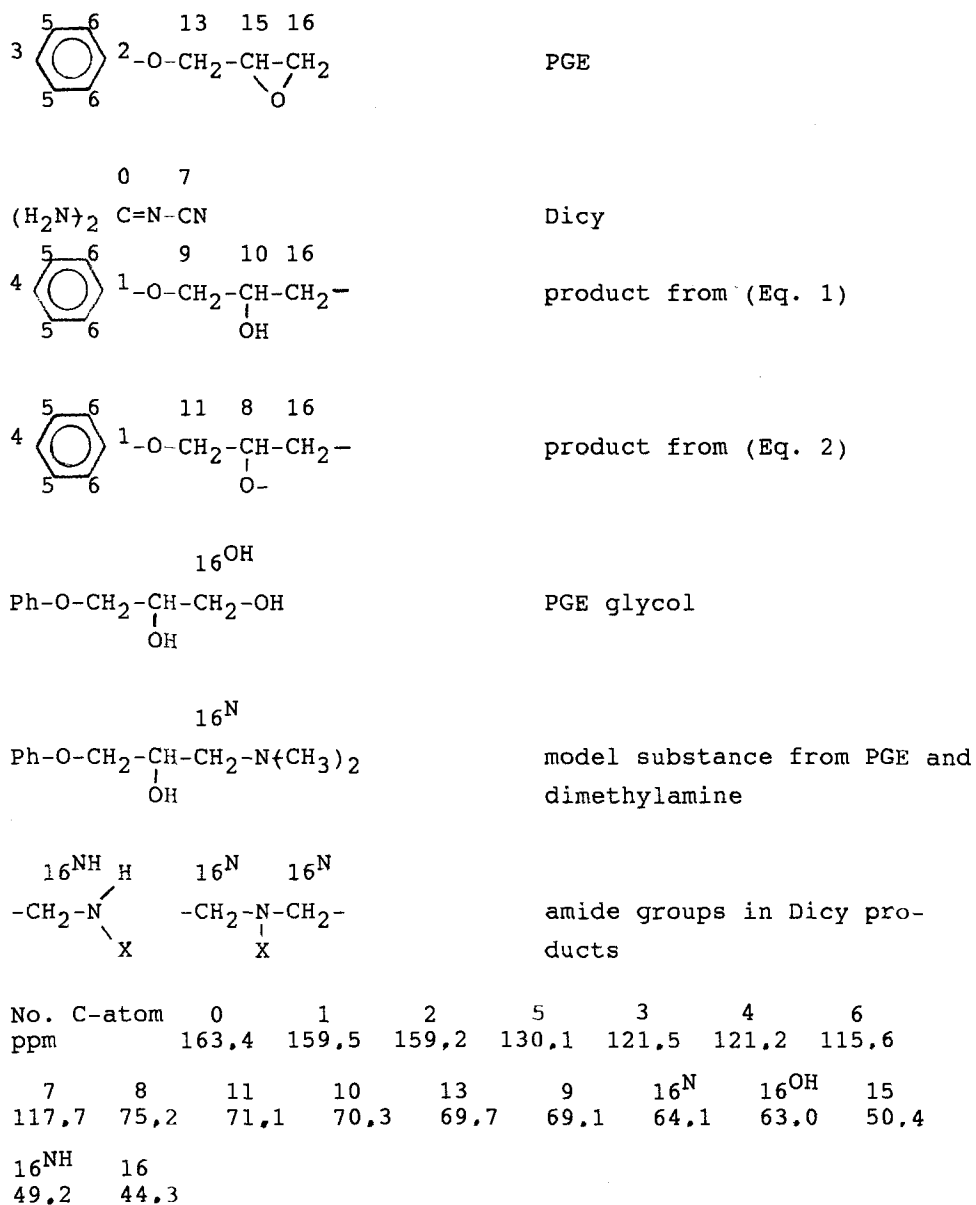 5 6 13 15 16
3 2-O-CH2-CH-CH2 PGE
5 6 O
0 7
(H2N)2 C=N-CN Dicy
5 6 9 10 16
4 1-O-CH2-CH-CH2- product from (Eq. 1)
5 6 OH
5 6 11 8 16
4 1-O-CH2-CH-CH2- product from (Eq. 2)
5 6 O-
16OH
Ph-O-CH2-CH-CH2-OH PGE glycol
OH
16N
Ph-O-CH2-CH-CH2-N(CH3)2 model substance from PGE and
OH dimethylamine
16NH H 16N 16N
-CH2-N -CH2-N-CH2- amide groups in Dicy pro-
X X ducts
No. C-atom 0 1 2 5 3 4 6
ppm 163.4 159.5 159.2 130.1 121.5 121.2 115.6
7 8 11 10 13 9 16N 16OH 15
117.7 75.2 71.1 70.3 69.7 69.1 64.1 63.0 50.4
16NH 16
49.2 44.3